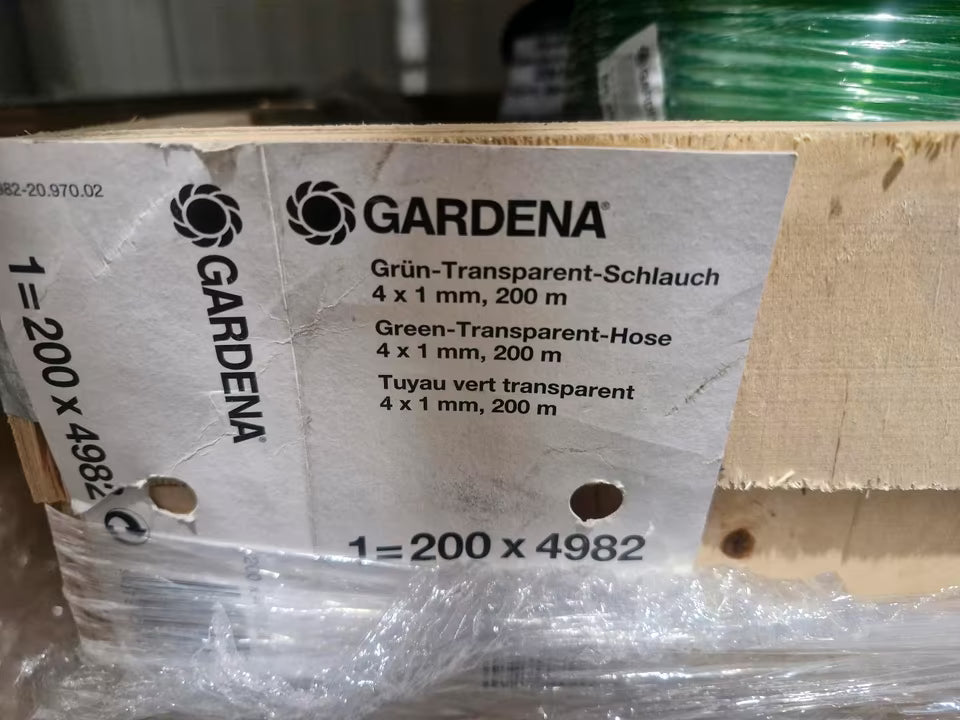 982-20.970.02
1=200 x 4982
GARDENA®
GARDENA®
Grün-Transparent-Schlauch
4 x 1 mm, 200 m
Green-Transparent-Hose
4 x 1 mm, 200 m
Tuyau vert transparent
4 x 1 mm, 200 m
1=200 x 4982